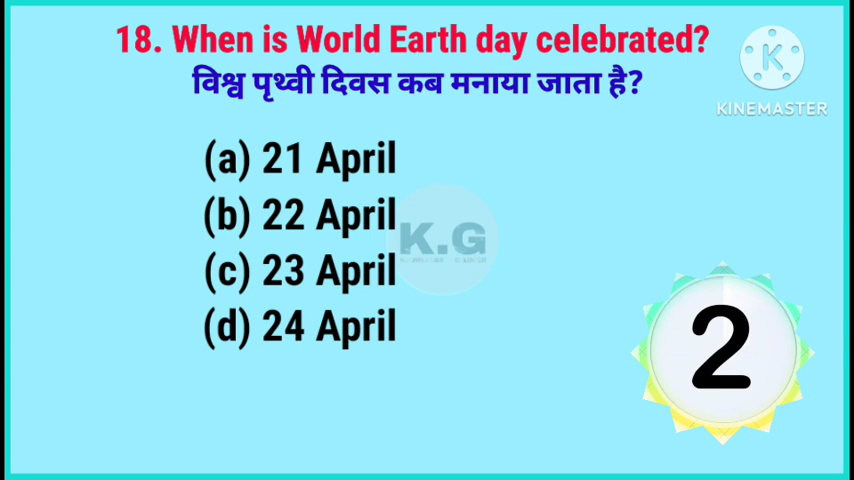 18. When is World Earth day celebrated?
विश्व पृथ्वी दिवस कब मनाया जाता है?
K
KINEMASTER
(a) 21 April
(b) 22 April
K.G
(c) 23 April
(d) 24 April
2